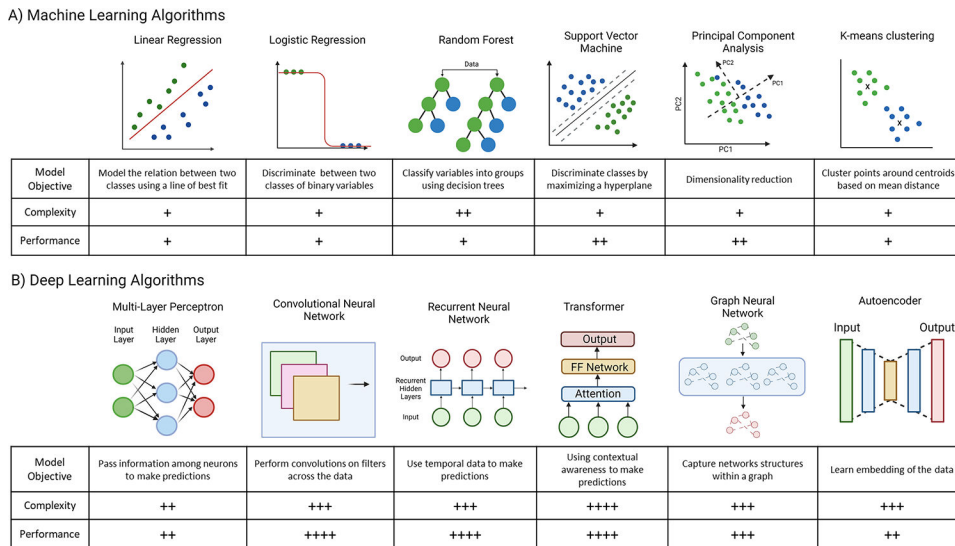 A) Machine Learning Algorithms
Linear Regression
Logistic Regression
Random Forest
Support Vector
Machine
Principal Component
Analysis
K-means clustering
Data
PC2
PC1
PC2
PC1
X
X
Model
Objective
Model the relation between two
classes using a line of best fit
Discriminate between two
classes of binary variables
Classify variables into groups
using decision trees
Discriminate classes by
maximizing a hyperplane
Dimensionality reduction
Cluster points around centroids
based on mean distance
Complexity
+
+
++
+
+
+
Performance
+
+
+
++
++
+
B) Deep Learning Algorithms
Multi-Layer Perceptron
Convolutional Neural
Network
Recurrent Neural
Network
Transformer
Graph Neural
Network
Autoencoder
Input
Layer
Hidden
Layer
Output
Layer
Output
Recurrent
Hidden
Layers
Input
Output
FF Network
Attention
Input
Output
Model
Objective
Pass information among neurons
to make predictions
Perform convolutions on filters
across the data
Use temporal data to make
predictions
Using contextual
awareness to make
predictions
Capture networks structures
within a graph
Learn embedding of the data
Complexity
++
+++
+++
++++
+++
+++
Performance
++
++++
++++
++++
+++
++